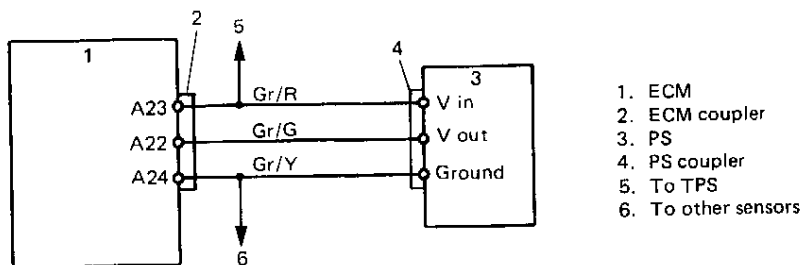 2
5
4
1
3
A23
Gr/R
V in
A22
Gr/G
V out
A24
Gr/Y
Ground
6
1. ECM
2. ECM coupler
3. PS
4. PS coupler
5. To TPS
6. To other sensors